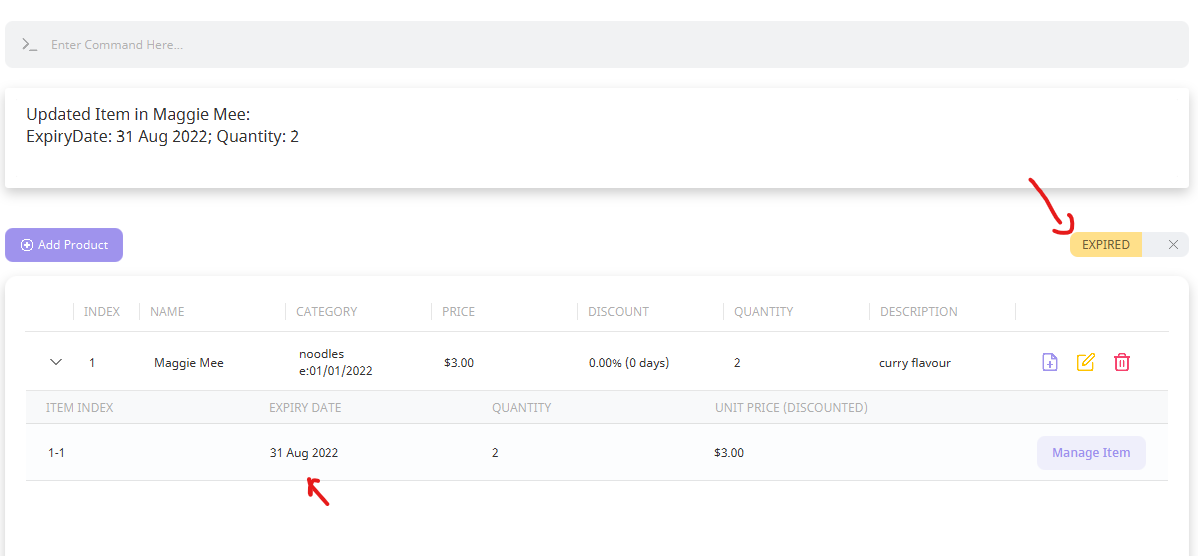 Enter Command Here...
Updated Item in Maggie Mee:
ExpiryDate: 31 Aug 2022; Quantity: 2
Add Product
EXPIRED
INDEX NAME CATEGORY PRICE DISCOUNT QUANTITY DESCRIPTION
1 Maggie Mee noodles e:01/01/2022 $3.00 0.00% (0 days) 2 curry flavour
ITEM INDEX EXPIRY DATE QUANTITY UNIT PRICE (DISCOUNTED)
1-1 31 Aug 2022 2 $3.00 Manage Item